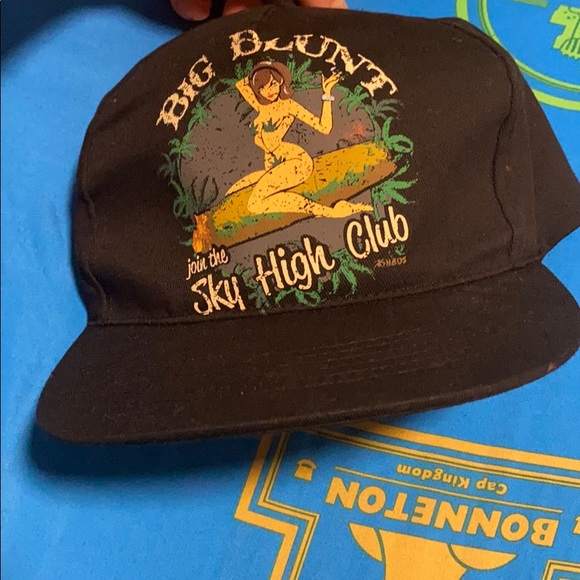 BIG BLUNT
join the
Sky High Club
Cap Kingdom
BONNETON